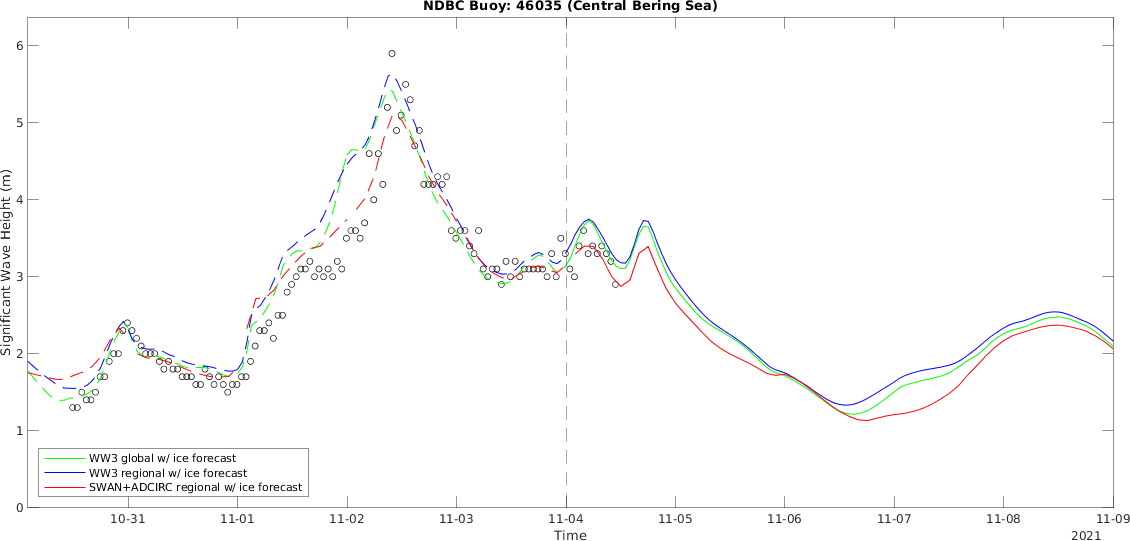 NDBC Buoy: 46035 (Central Bering Sea)
Significant Wave Height (m)
6
5
4
3
2
1
0
WW3 global w/ ice forecast
WW3 regional w/ ice forecast
SWAN+ADCIRC regional w/ ice forecast
10-31 11-01 11-02 11-03 11-04 11-05 11-06 11-07 11-08 11-09
Time
2021